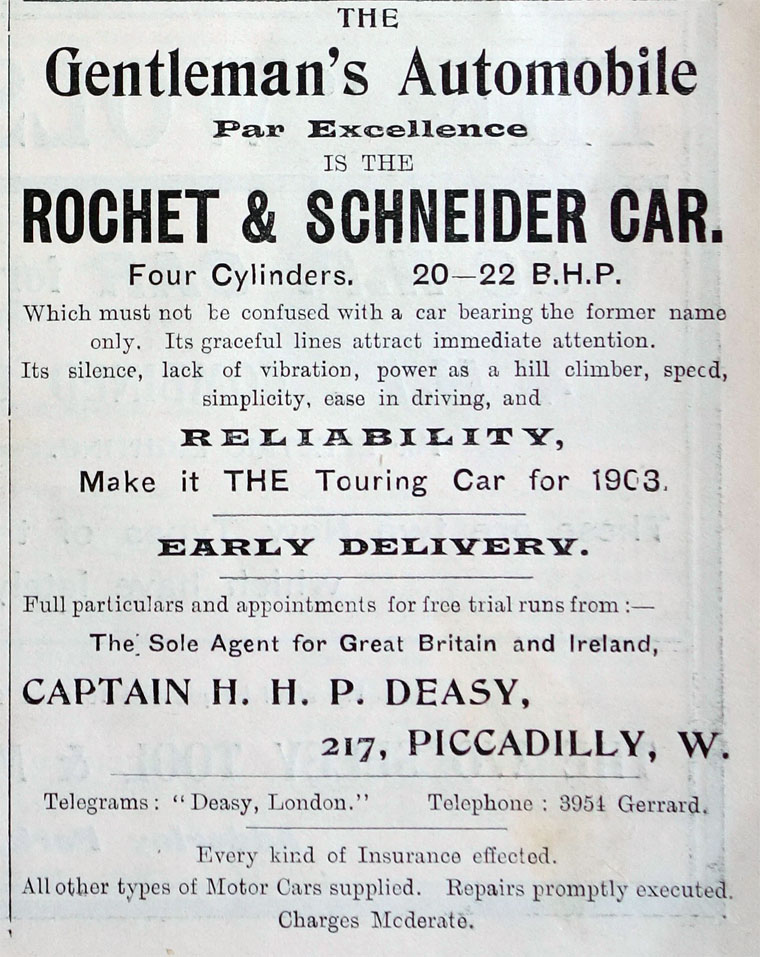 THE
Gentleman's Automobile
Par Excellence
IS THE
ROCHET & SCHNEIDER CAR.
Four Cylinders. 20—22 B.H.P.
Which must not be confused with a car bearing the former name
only. Its graceful lines attract immediate attention.
Its silence, lack of vibration, power as a hill climber, speed,
simplicity, ease in driving, and
RELIABILITY,
Make it THE Touring Car for 1903.
EARLY DELIVERY.
Full particulars and appointments for free trial runs from :—
The Sole Agent for Great Britain and Ireland,
CAPTAIN H. H. P. DEASY,
217, PICCADILLY, W.
Telegrams: "Deasy, London." Telephone: 3954 Gerrard.
Every kind of Insurance effected.
All other types of Motor Cars supplied. Repairs promptly executed.
Charges Moderate.